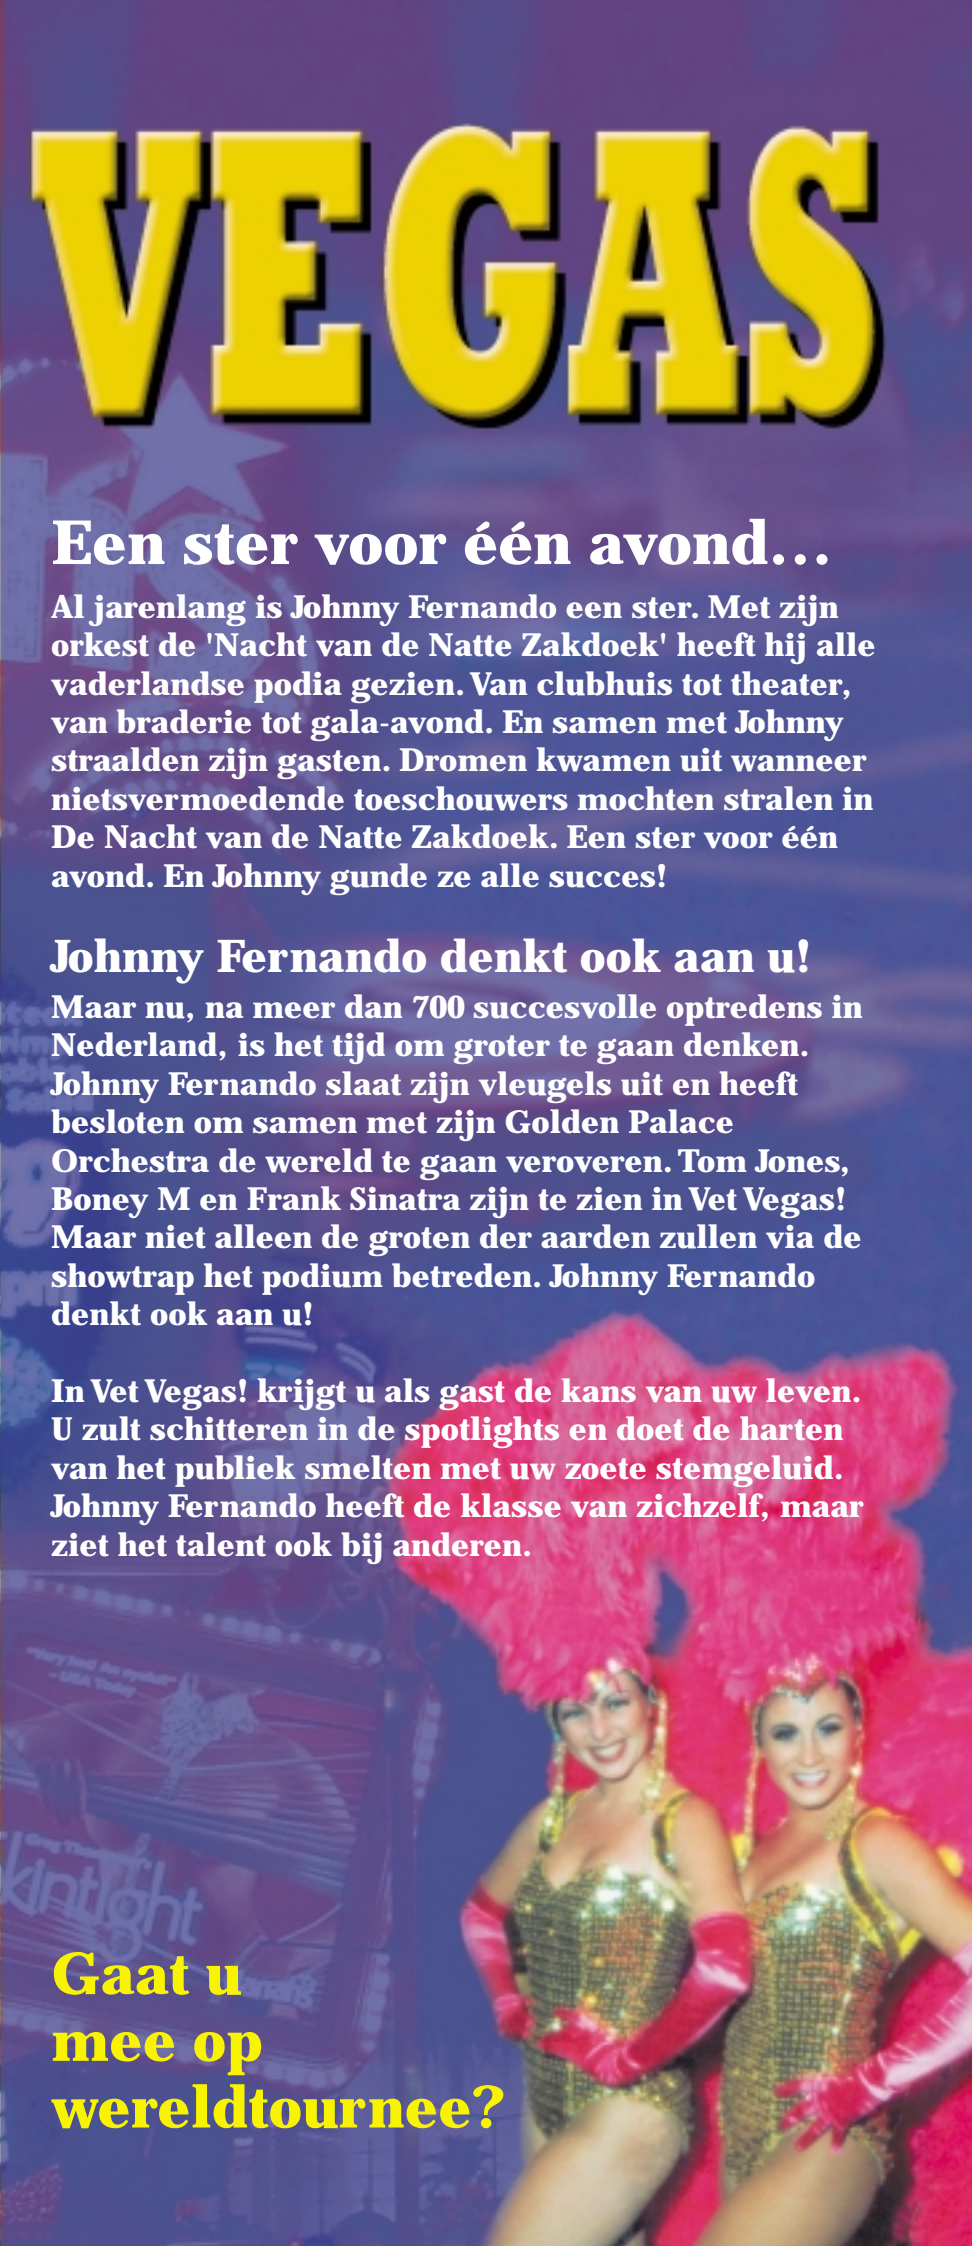 VEGAS
Een ster voor één avond...
Al jarenlang is Johnny Fernando een ster. Met zijn
orkest de 'Nacht van de Natte Zakdoek' heeft hij alle
vaderlandse podia gezien. Van clubhuis tot theater,
van braderie tot gala-avond. En samen met Johnny
straalden zijn gasten. Dromen kwamen uit wanneer
nietsvermoedende toeschouwers mochten stralen in
De Nacht van de Natte Zakdoek. Een ster voor één
avond. En Johnny gunde ze alle succes!
Johnny Fernando denkt ook aan u!
Maar nu, na meer dan 700 succesvolle optredens in
Nederland, is het tijd om groter te gaan denken.
Johnny Fernando slaat zijn vleugels uit en heeft
besloten om samen met zijn Golden Palace
Orchestra de wereld te gaan veroveren. Tom Jones,
Boney M en Frank Sinatra zijn te zien in Vet Vegas!
Maar niet alleen de groten der aarden zullen via de
showtrap het podium betreden. Johnny Fernando
denkt ook aan u!
In Vet Vegas! krijgt u als gast de kans van uw leven.
U zult schitteren in de spotlights en doet de harten
van het publiek smelten met uw zoete stemgeluid.
Johnny Fernando heeft de klasse van zichzelf, maar
ziet het talent ook bij anderen.
kintight
Gaat u
mee op
wereldtournee?